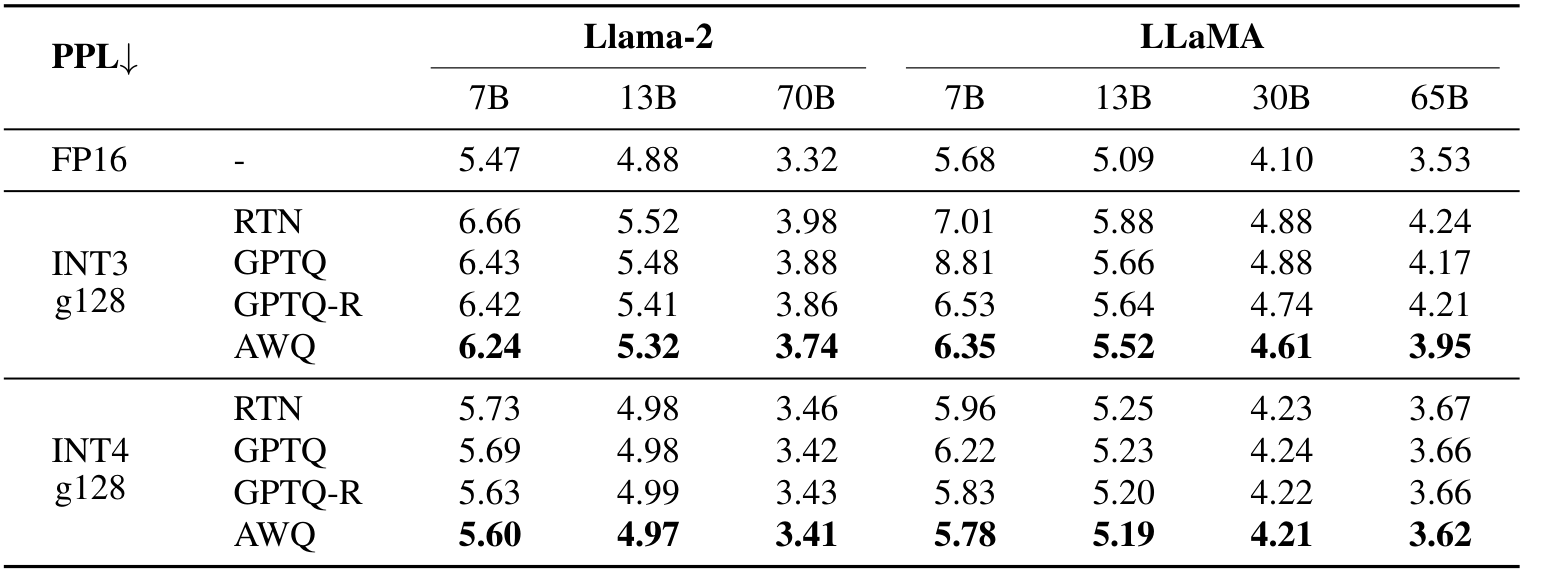 PPL↓ Llama-2 LLaMA
7B 13B 70B 7B 13B 30B 65B
FP16 - 5.47 4.88 3.32 5.68 5.09 4.10 3.53
RTN 6.66 5.52 3.98 7.01 5.88 4.88 4.24
INT3 GPTQ 6.43 5.48 3.88 8.81 5.66 4.88 4.17
g128 GPTQ-R 6.42 5.41 3.86 6.53 5.64 4.74 4.21
AWQ 6.24 5.32 3.74 6.35 5.52 4.61 3.95
RTN 5.73 4.98 3.46 5.96 5.25 4.23 3.67
INT4 GPTQ 5.69 4.98 3.42 6.22 5.23 4.24 3.66
g128 GPTQ-R 5.63 4.99 3.43 5.83 5.20 4.22 3.66
AWQ 5.60 4.97 3.41 5.78 5.19 4.21 3.62